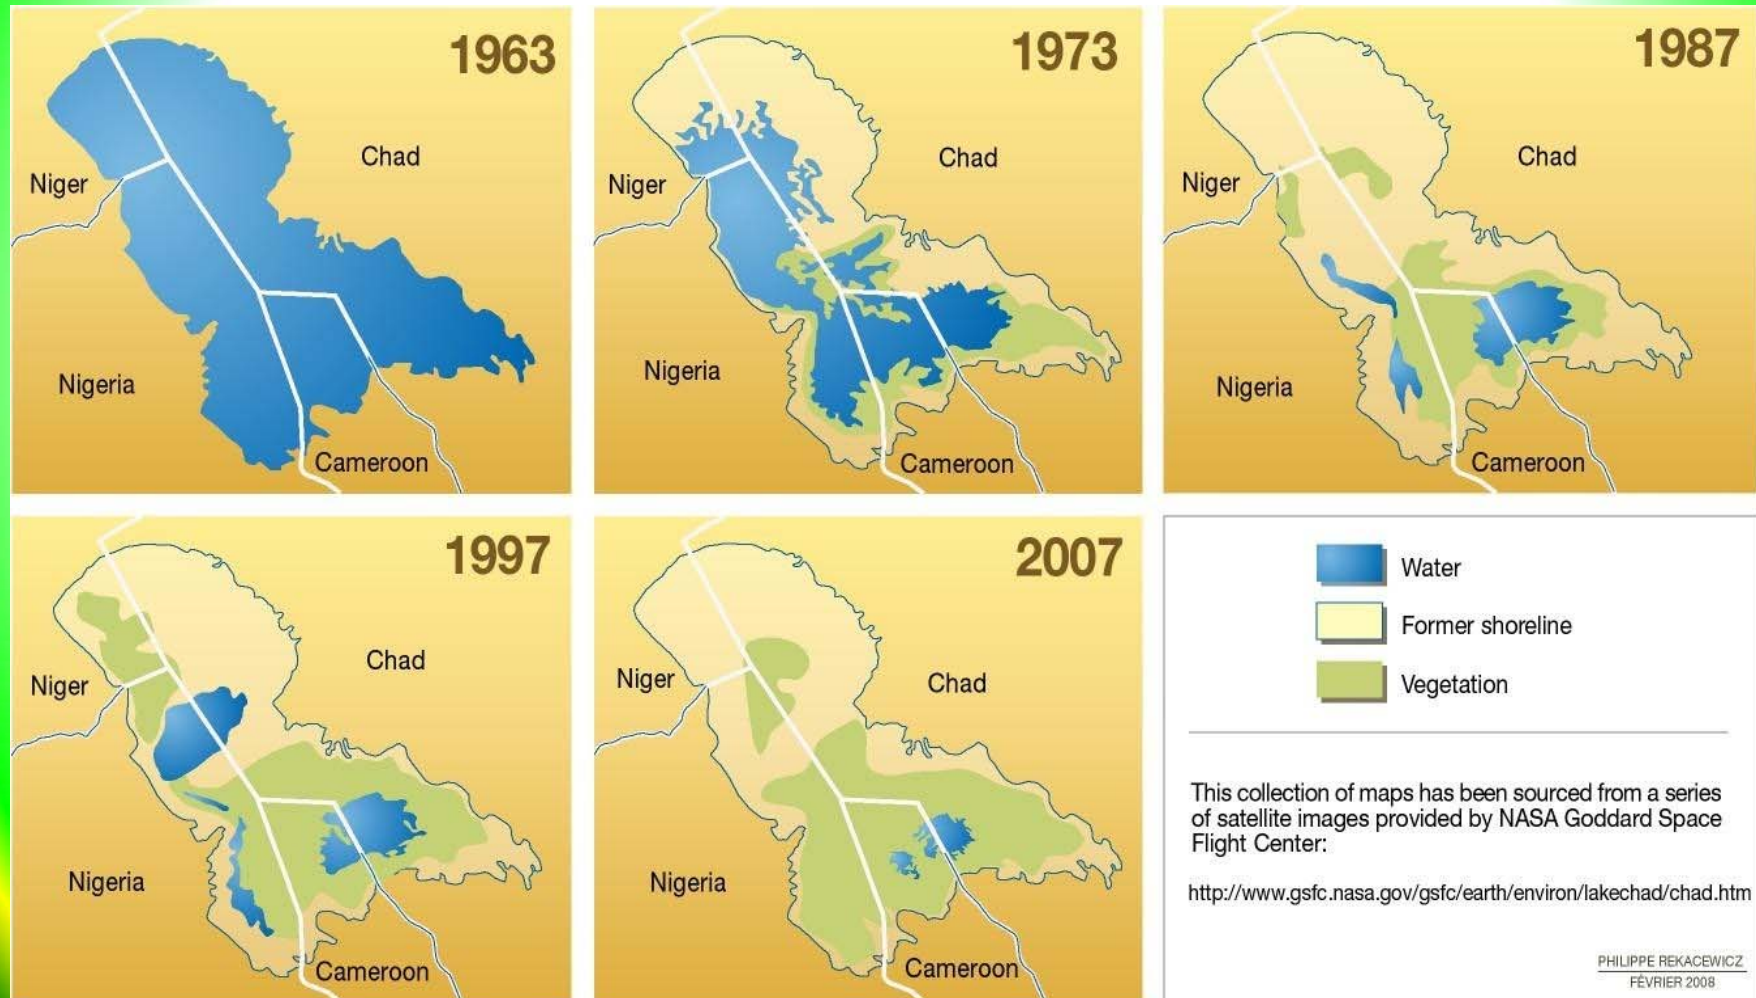 1963
Chad
Niger
Nigeria
Cameroon
1973
Chad
Niger
Nigeria
Cameroon
1987
Chad
Niger
Nigeria
Cameroon
1997
Chad
Niger
Nigeria
Cameroon
2007
Chad
Niger
Nigeria
Cameroon
Water
Former shoreline
Vegetation
This collection of maps has been sourced from a series
of satellite images provided by NASA Goddard Space
Flight Center:
http://www.gsfc.nasa.gov/gsfc/earth/environ/lakechad/chad.htm
PHILIPPE REKACEWICZ
FÉVRIER 2008